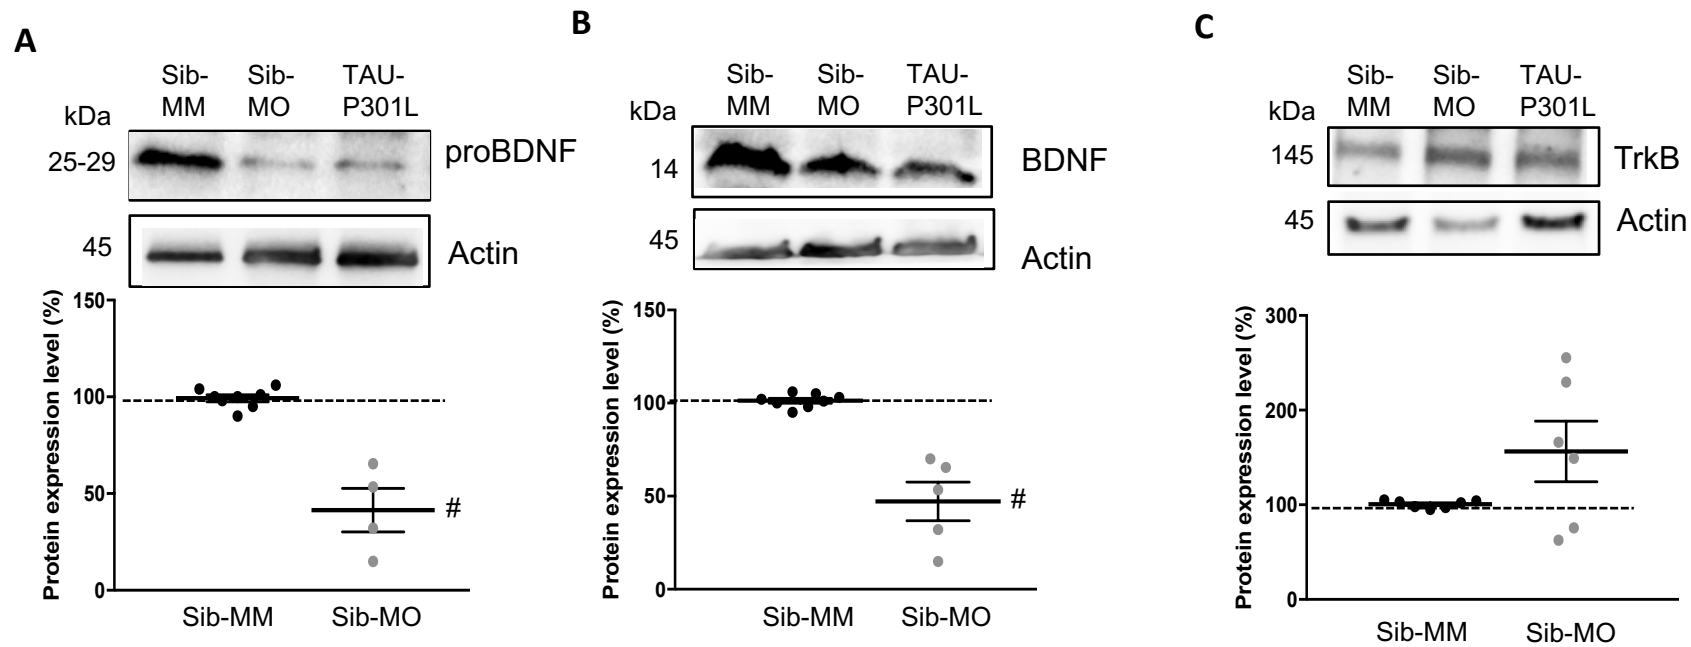 A
Sib-
MM
Sib-
MO
TAU-
P301L
kDa
25-29
proBDNF
45
Actin
Protein expression level (%)
150
100
50
0
#
Sib-MM
Sib-MO
B
Sib-
MM
Sib-
MO
TAU-
P301L
kDa
14
BDNF
45
Actin
Protein expression level (%)
150
100
50
0
#
Sib-MM
Sib-MO
C
Sib-
MM
Sib-
MO
TAU-
P301L
kDa
145
TrkB
45
Actin
Protein expression level (%)
300
200
100
0
Sib-MM
Sib-MO